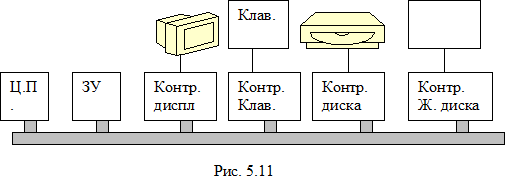 Клав.
Ц.П
.
ЗУ
Контр.
диспл
Контр.
Клав.
Контр.
диска
Контр.
Ж. диска
Рис. 5.11